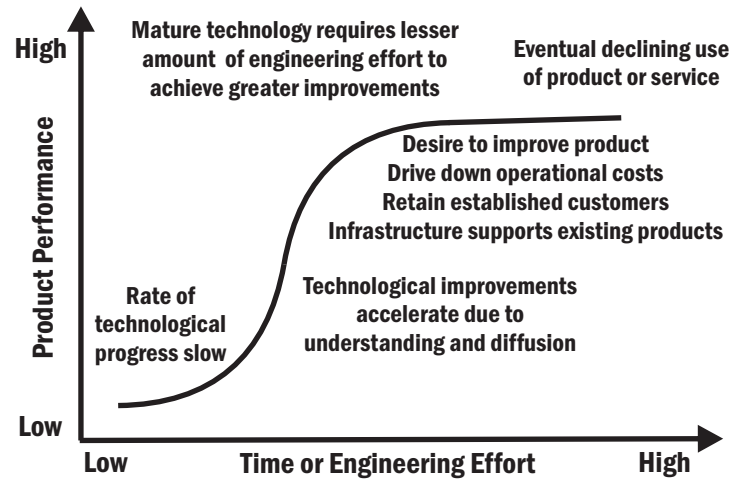 Mature technology requires lesser
amount of engineering effort to
achieve greater improvements
High
Eventual declining use
of product or service
Product Performance
Desire to improve product
Drive down operational costs
Retain established customers
Infrastructure supports existing products
Rate of
technological
progress slow
Technological improvements
accelerate due to
understanding and diffusion
Low
Low
Time or Engineering Effort
High